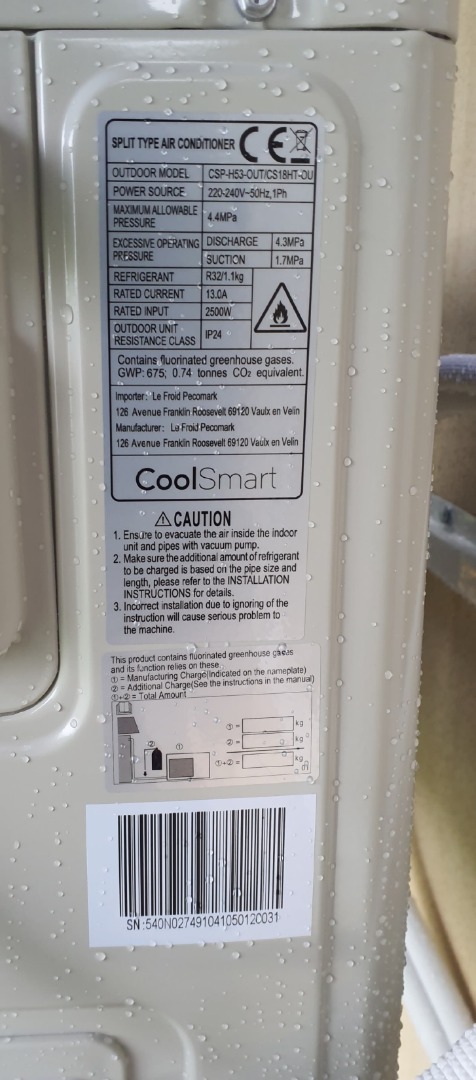 SPLIT TYPE AIR CONDITIONER CE
OUTDOOR MODEL CSP-H53-OUT/CS18HT-OU
POWER SOURCE 220-240V~50Hz,1Ph
MAXIMUM ALLOWABLE PRESSURE 4.4MPa
EXCESSIVE OPERATING PRESSURE DISCHARGE 4.3MPa
SUCTION 1.7MPa
REFRIGERANT R32/1.1kg
RATED CURRENT 13.0A
RATED INPUT 2500W
OUTDOOR UNIT RESISTANCE CLASS IP24
Contains fluorinated greenhouse gases.
GWP: 675; 0.74 tonnes CO₂ equivalent.
Importer: Le Froid Pecomark
126 Avenue Franklin Roosevelt 69120 Vaulx en Velin
Manufacturer: Le Froid Pecomark
126 Avenue Franklin Roosevelt 69120 Vaulx en Velin
CoolSmart
CAUTION
1. Ensure to evacuate the air inside the indoor
unit and pipes with vacuum pump.
2. Make sure the additional amount of refrigerant
to be charged is based on the pipe size and
length, please refer to the INSTALLATION
INSTRUCTIONS for details.
3. Incorrect installation due to ignoring of the
instruction will cause serious problem to
the machine.
This product contains fluorinated greenhouse gases
and its function relies on these.
① = Manufacturing Charge(Indicated on the nameplate)
② = Additional Charge(See the instructions in the manual)
①+② = Total Amount
① = kg
② = kg
①+② = kg
② ①
SN:540N027491041050120031